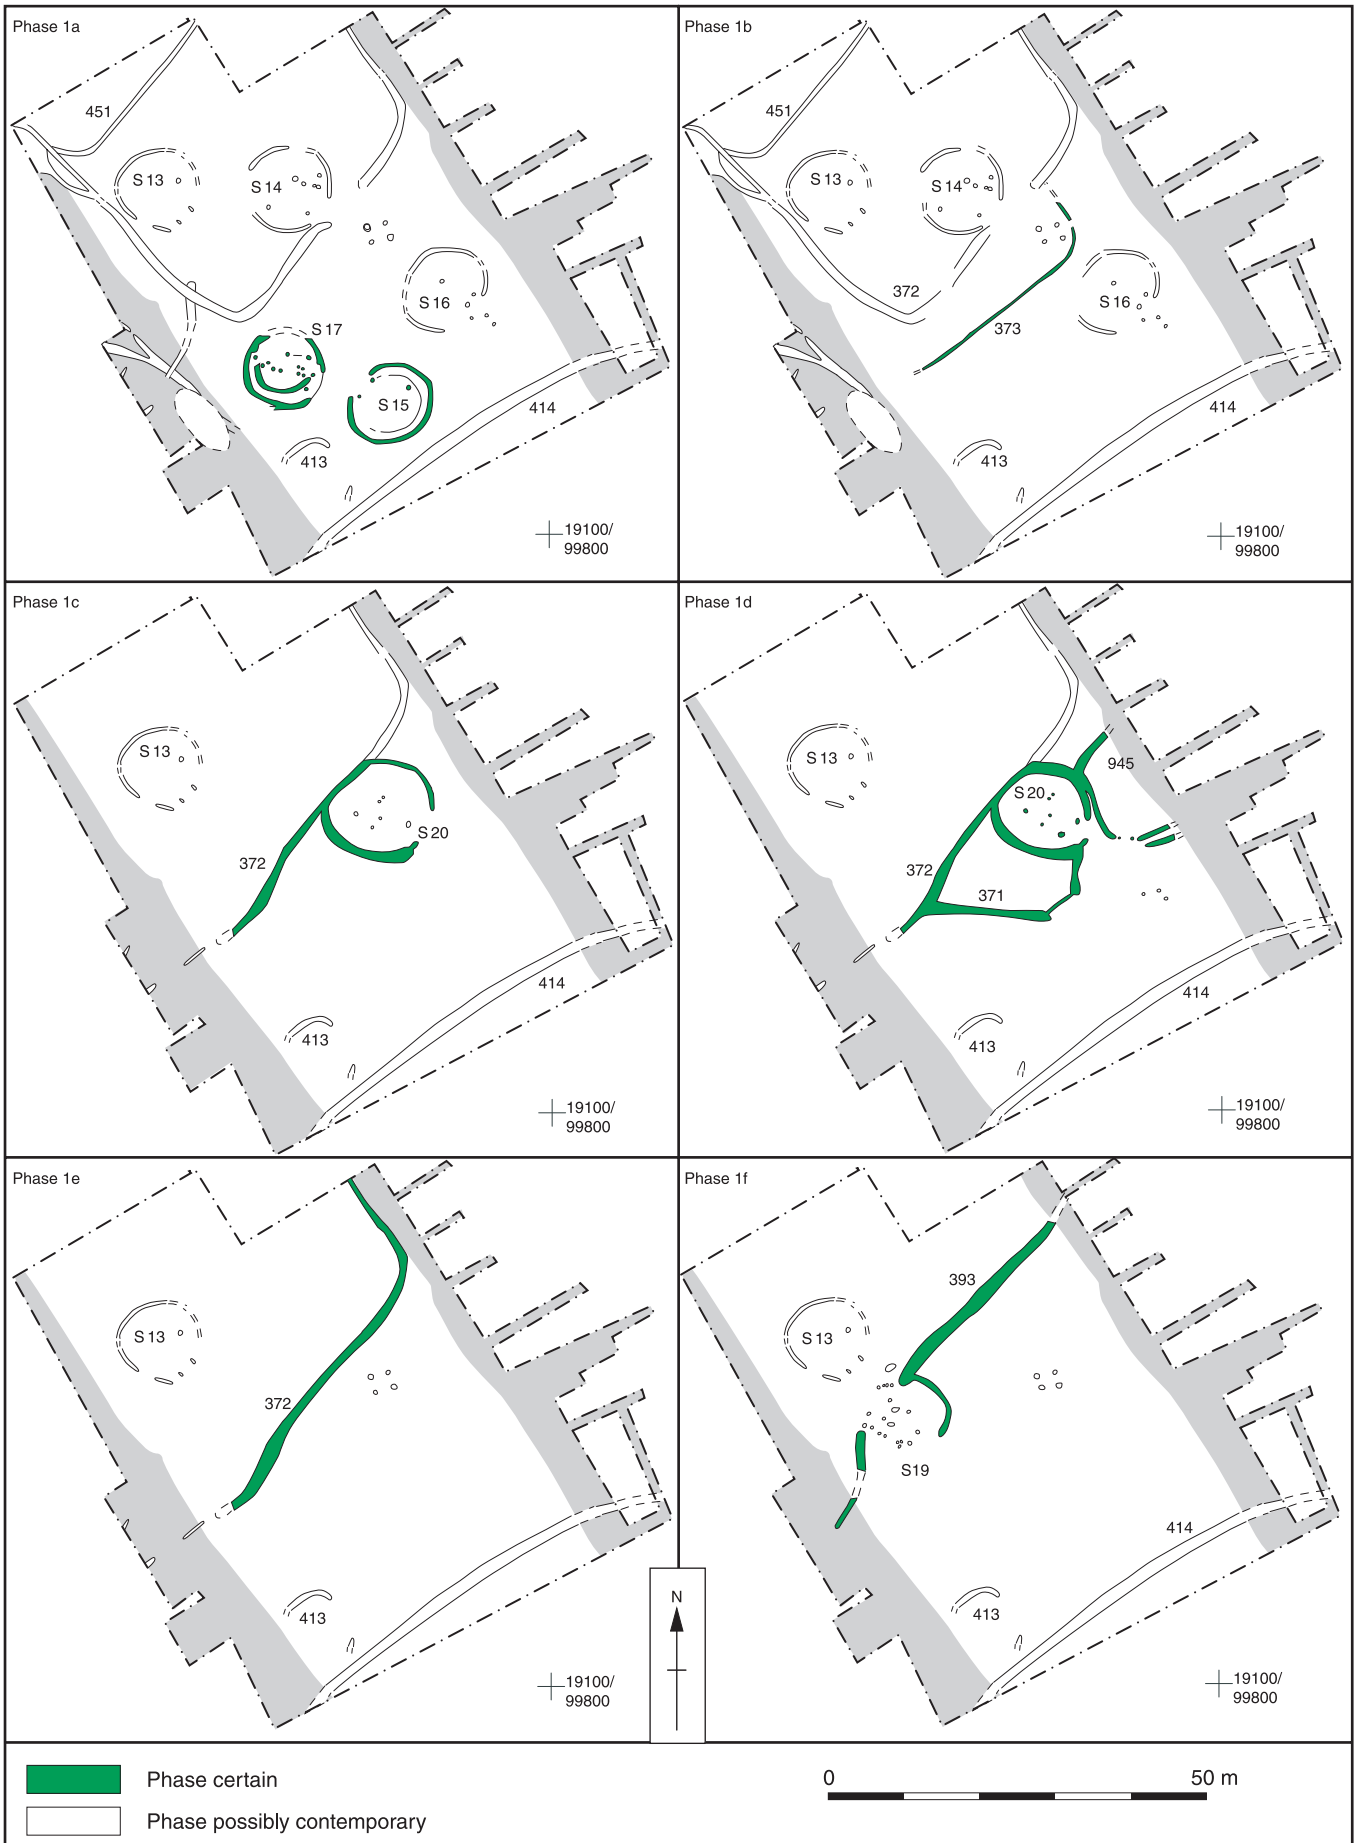 Phase 1a
451
S 13
S 14
S 16
S 17
S 15
414
413
19100/
99800
Phase 1b
451
S 13
S 14
372
S 16
373
414
413
19100/
99800
Phase 1c
S 13
S 20
372
414
413
19100/
99800
Phase 1d
S 13
945
S 20
372
371
414
413
19100/
99800
Phase 1e
S 13
372
413
19100/
99800
Phase 1f
393
S 13
S19
414
413
19100/
99800
N
Phase certain
Phase possibly contemporary
0 50 m